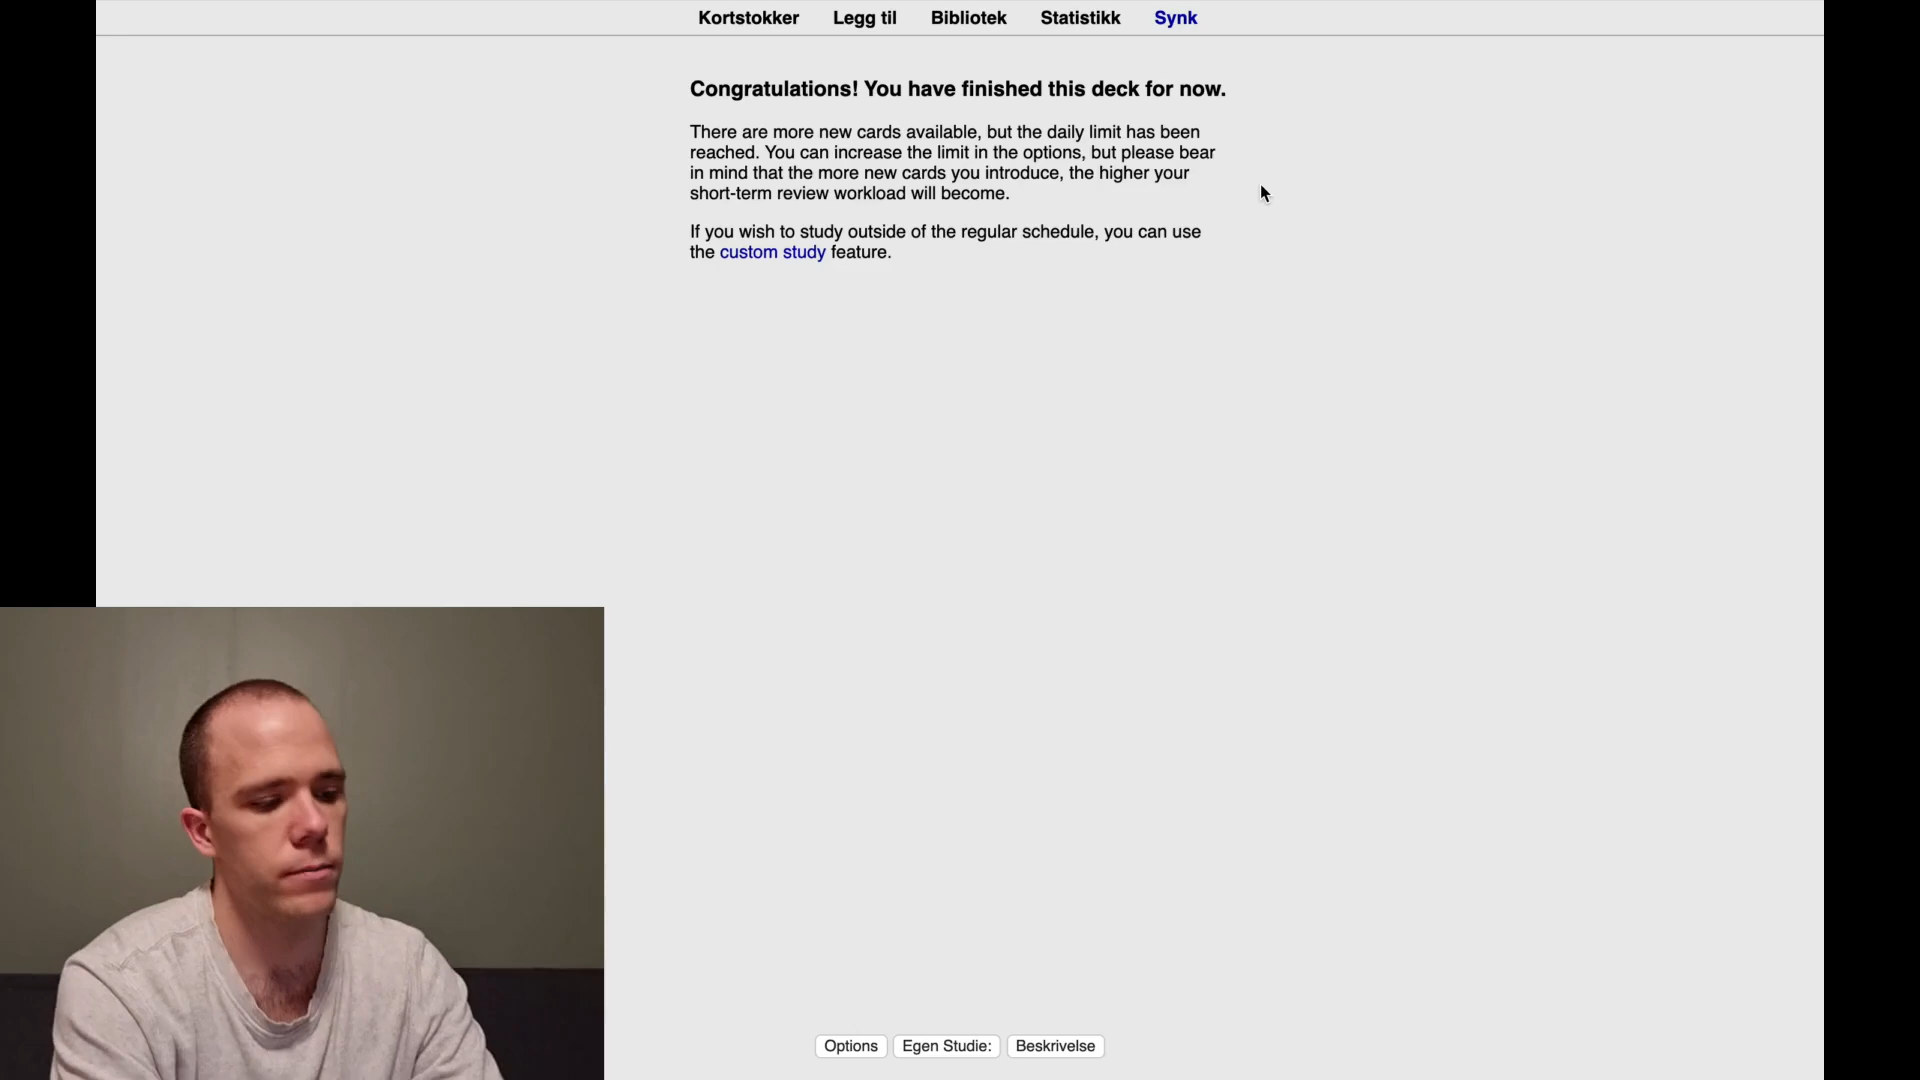 Kortstokker Legg til Bibliotek Statistikk Synk
Congratulations! You have finished this deck for now.
There are more new cards available, but the daily limit has been
reached. You can increase the limit in the options, but please bear
in mind that the more new cards you introduce, the higher your
short-term review workload will become.
If you wish to study outside of the regular schedule, you can use
the custom study feature.
Options Egen Studie: Beskrivelse